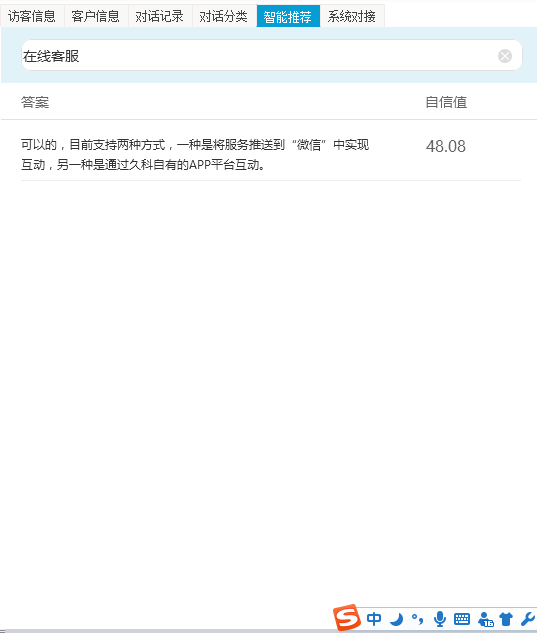 访客信息 客户信息 对话记录 对话分类 智能推荐 系统对接
在线客服
答案 自信值
可以的，目前支持两种方式，一种是将服务推送到“微信”中实现 48.08
互动，另一种是通过久科自有的APP平台互动。
S 中 16